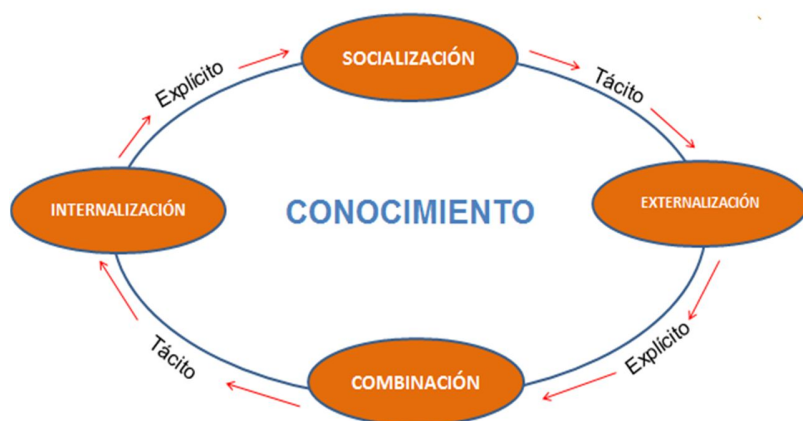 SOCIALIZACIÓN
Explícito
Tácito
INTERNALIZACIÓN
CONOCIMIENTO
EXTERNALIZACIÓN
Tácito
Explícito
COMBINACIÓN